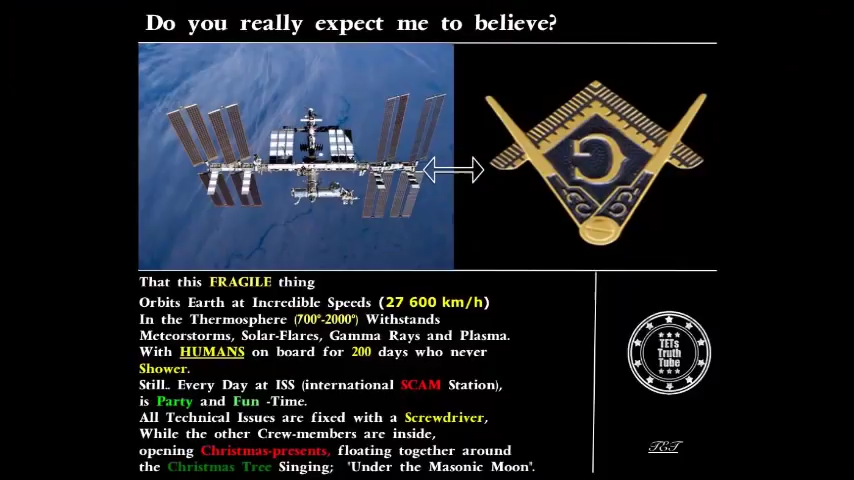 Do you really expect me to believe?
That this FRAGILE thing
Orbits Earth at Incredible Speeds (27 600 km/h)
In the Thermosphere (700°-2000°) Withstands
Meteorstorms, Solar-Flares, Gamma Rays and Plasma.
With HUMANS on board for 200 days who never
Shower.
Still.. Every Day at ISS (international SCAM Station),
is Party and Fun -Time.
All Technical Issues are fixed with a Screwdriver,
While the other Crew-members are inside,
opening Christmas-presents, floating together around
the Christmas Tree Singing; "Under the Masonic Moon".
TETs
Truth
Tube
TET